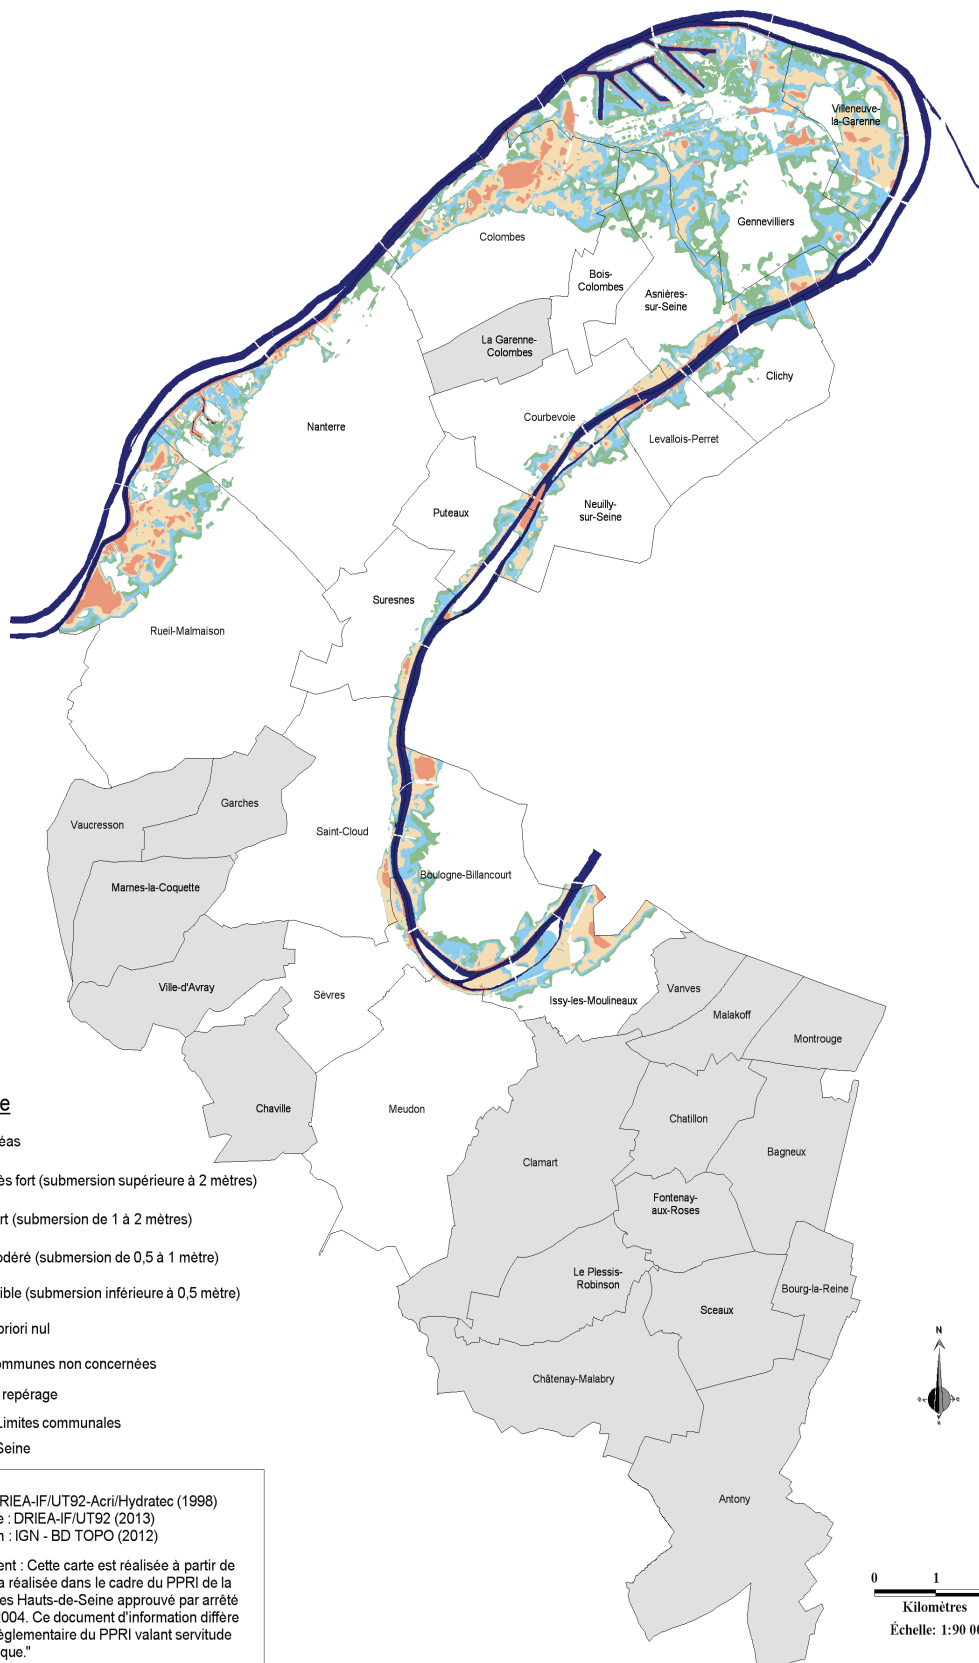 Villeneuve-
la-Garenne
Gennevilliers
Colombes
Bois-
Colombes
Asnières-
sur-Seine
La Garenne-
Colombes
Clichy
Courbevoie
Nanterre
Levallois-Perret
Puteaux
Neuilly-
sur-Seine
Suresnes
Rueil-Malmaison
Garches
Vaucresson
Saint-Cloud
Boulogne-Billancourt
Marnes-la-Coquette
Ville-d'Avray
Sèvres
Issy-les-Moulineaux
Vanves
Malakoff
Montrouge
Chaville
Meudon
Chatillon
Bagneux
Clamart
Fontenay-
aux-Roses
Le Plessis-
Robinson
Bourg-la-Reine
Sceaux
Châtenay-Malabry
Antony
e
éas
ès fort (submersion supérieure à 2 mètres)
rt (submersion de 1 à 2 mètres)
odéré (submersion de 0,5 à 1 mètre)
ible (submersion inférieure à 0,5 mètre)
priori nul
ommunes non concernées
repérage
Limites communales
Seine
RIEA-IF/UT92-Acri/Hydratec (1998)
e : DRIEA-IF/UT92 (2013)
n : IGN - BD TOPO (2012)
ent : Cette carte est réalisée à partir de
a réalisée dans le cadre du PPRI de la
es Hauts-de-Seine approuvé par arrêté
2004. Ce document d'information diffère
églementaire du PPRI valant servitude
que."
N
0 1
Kilomètres
Échelle: 1:90 00